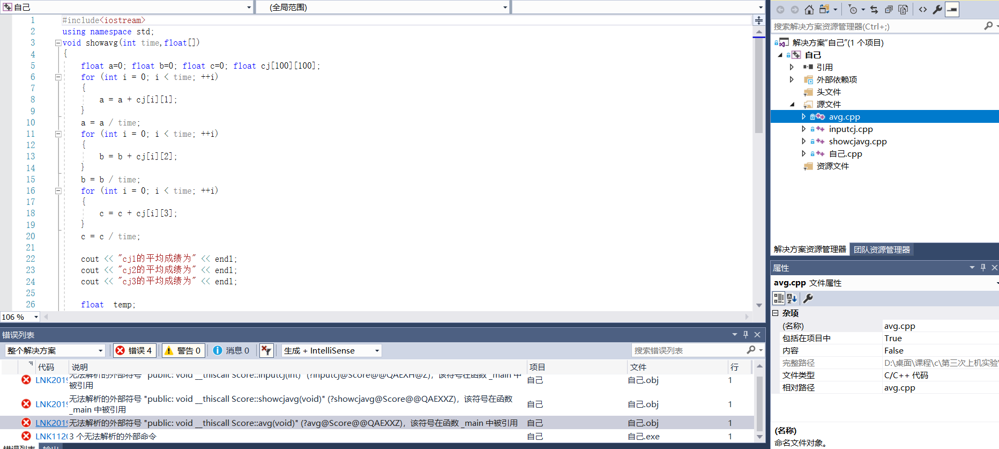 自己
(全局范围)
1 #include<iostream>
2 using namespace std;
3 void showavg(int time,float[])
4 {
5 float a=0; float b=0; float c=0; float cj[100][100];
6 for (int i = 0; i < time; ++i)
7 {
8 a = a + cj[i][1];
9 }
10 a = a / time;
11 for (int i = 0; i < time; ++i)
12 {
13 b = b + cj[i][2];
14 }
15 b = b / time;
16 for (int i = 0; i < time; ++i)
17 {
18 c = c + cj[i][3];
19 }
20 c = c / time;
21
22 cout << "cj1的平均成绩为" << endl;
23 cout << "cj2的平均成绩为" << endl;
24 cout << "cj3的平均成绩为" << endl;
25
26 float temp;
106 %
错误列表
整个解决方案
错误 4
警告 0
消息 0
生成 + IntelliSense
搜索错误列表
代码 说明 项目 文件 行
LNK2019 无法解析的外部符号 "public: void __thiscall Score::inputcj(int)" (?inputcj@Score@@QAEXH@Z)，该符号在函数 _main 中
被引用 自己 自己.obj 1
LNK2019 无法解析的外部符号 "public: void __thiscall Score::showcjavg(void)" (?showcjavg@Score@@QAEXXZ)，该符号在函数
_main 中被引用 自己 自己.obj 1
LNK2019 无法解析的外部符号 "public: void __thiscall Score::avg(void)" (?avg@Score@@QAEXXZ)，该符号在函数 _main 中被引用 自己 自己.obj 1
LNK112 3 个无法解析的外部命令 自己 自己.exe 1
错误列表 输出
搜索解决方案资源管理器(Ctrl+;)
解决方案"自己"(1 个项目)
自己
引用
外部依赖项
头文件
源文件
avg.cpp
inputcj.cpp
showcjavg.cpp
自己.cpp
资源文件
解决方案资源管理器 团队资源管理器
属性
avg.cpp 文件属性
杂项
(名称) avg.cpp
包括在项目中 True
内容 False
完整路径 D:\桌面\课程\c\第三次上机实验\
文件类型 C/C++ 代码
相对路径 avg.cpp
(名称)
命名文件对象。